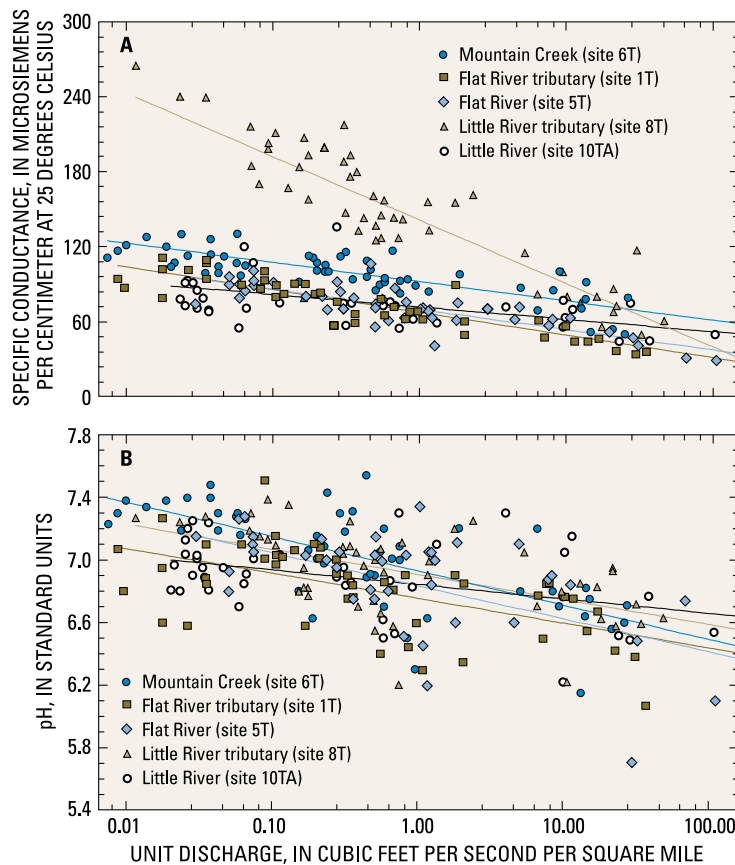 SPECIFIC CONDUCTANCE, IN MICROSIEMENS
PER CENTIMETER AT 25 DEGREES CELSIUS
300
240
180
120
60
0
A
Mountain Creek (site 6T)
Flat River tributary (site 1T)
Flat River (site 5T)
Little River tributary (site 8T)
Little River (site 10TA)
pH, IN STANDARD UNITS
7.8
7.4
7.0
6.6
6.2
5.8
5.4
B
Mountain Creek (site 6T)
Flat River tributary (site 1T)
Flat River (site 5T)
Little River tributary (site 8T)
Little River (site 10TA)
0.01 0.10 1.00 10.00 100.00
UNIT DISCHARGE, IN CUBIC FEET PER SECOND PER SQUARE MILE